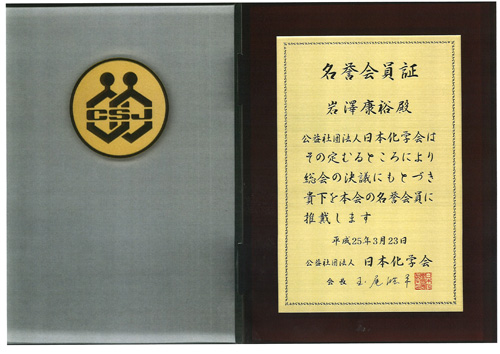 CSJ
名誉会員証
岩澤康裕殿
公益社団法人日本化学会は
その定むるところにより
総会の決議にもとづき
貴下を本会の名誉会員に
推戴します
平成25年3月23日
公益社団法人 日本化学会
会長 玉尾皓平